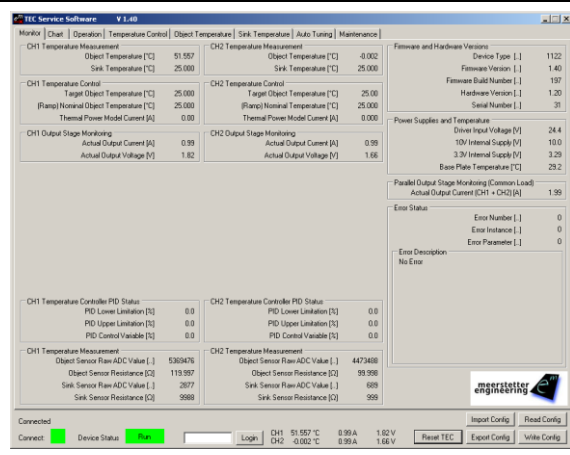 TEC Service Software V 1.40
Monitor Chart Operation Temperature Control Object Temperature Sink Temperature Auto Tuning Maintenance
CH1 Temperature Measurement
Object Temperature [°C] 51.557
Sink Temperature [°C] 25.000
CH1 Temperature Control
Target Object Temperature [°C] 25.000
(Ramp) Nominal Object Temperature [°C] 25.000
Thermal Power Model Current [A] 0.00
CH1 Output Stage Monitoring
Actual Output Current [A] 0.99
Actual Output Voltage [V] 1.82
CH1 Temperature Controller PID Status
PID Lower Limitation [%] 0.0
PID Upper Limitation [%] 0.0
PID Control Variable [%] 0.0
CH1 Temperature Measurement
Object Sensor Raw ADC Value [..] 5369476
Object Sensor Resistance [Ω] 119.997
Sink Sensor Raw ADC Value [..] 2877
Sink Sensor Resistance [Ω] 9988
CH2 Temperature Measurement
Object Temperature [°C] -0.002
Sink Temperature [°C] 25.000
CH2 Temperature Control
Target Object Temperature [°C] 25.00
(Ramp) Nominal Object Temperature [°C] 25.000
Thermal Power Model Current [A] 0.000
CH2 Output Stage Monitoring
Actual Output Current [A] 0.99
Actual Output Voltage [V] 1.66
CH2 Temperature Controller PID Status
PID Lower Limitation [%] 0.0
PID Upper Limitation [%] 0.0
PID Control Variable [%] 0.0
CH2 Temperature Measurement
Object Sensor Raw ADC Value [..] 4473488
Object Sensor Resistance [Ω] 99.998
Sink Sensor Raw ADC Value [..] 689
Sink Sensor Resistance [Ω] 999
Firmware and Hardware Versions
Device Type [..] 1122
Firmware Version [..] 1.40
Firmware Build Number [..] 197
Hardware Version [..] 1.20
Serial Number [..] 31
Power Supplies and Temperature
Driver Input Voltage [V] 24.4
10V Internal Supply [V] 10.0
3.3V Internal Supply [V] 3.29
Base Plate Temperature [°C] 29.2
Parallel Output Stage Monitoring (Common Load)
Actual Output Current (CH1 + CH2) [A] 1.99
Error Status
Error Number [..] 0
Error Instance [..] 0
Error Parameter [..] 0
Error Description
No Error
meerstetter
engineering
Connected
Connect Device Status Run Login
CH1 51.557 °C 0.99 A 1.82 V
CH2 -0.002 °C 0.99 A 1.66 V
Reset TEC
Import Config Read Config
Export Config Write Config